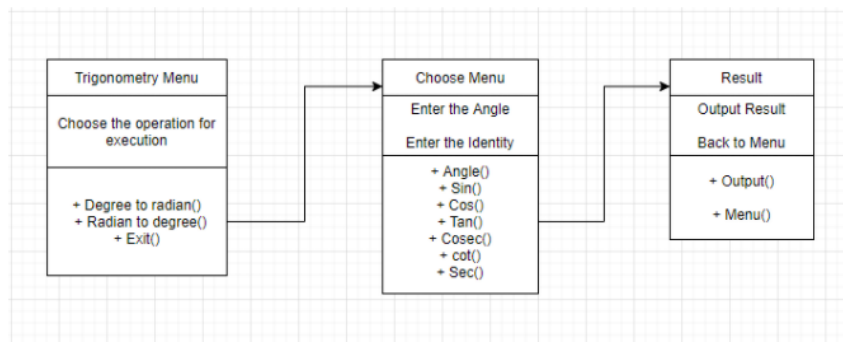 Trigonometry Menu
Choose the operation for
execution
+ Degree to radian()
+ Radian to degree()
+ Exit()
Choose Menu
Enter the Angle
Enter the Identity
+ Angle()
+ Sin()
+ Cos()
+ Tan()
+ Cosec()
+ cot()
+ Sec()
Result
Output Result
Back to Menu
+ Output()
+ Menu()